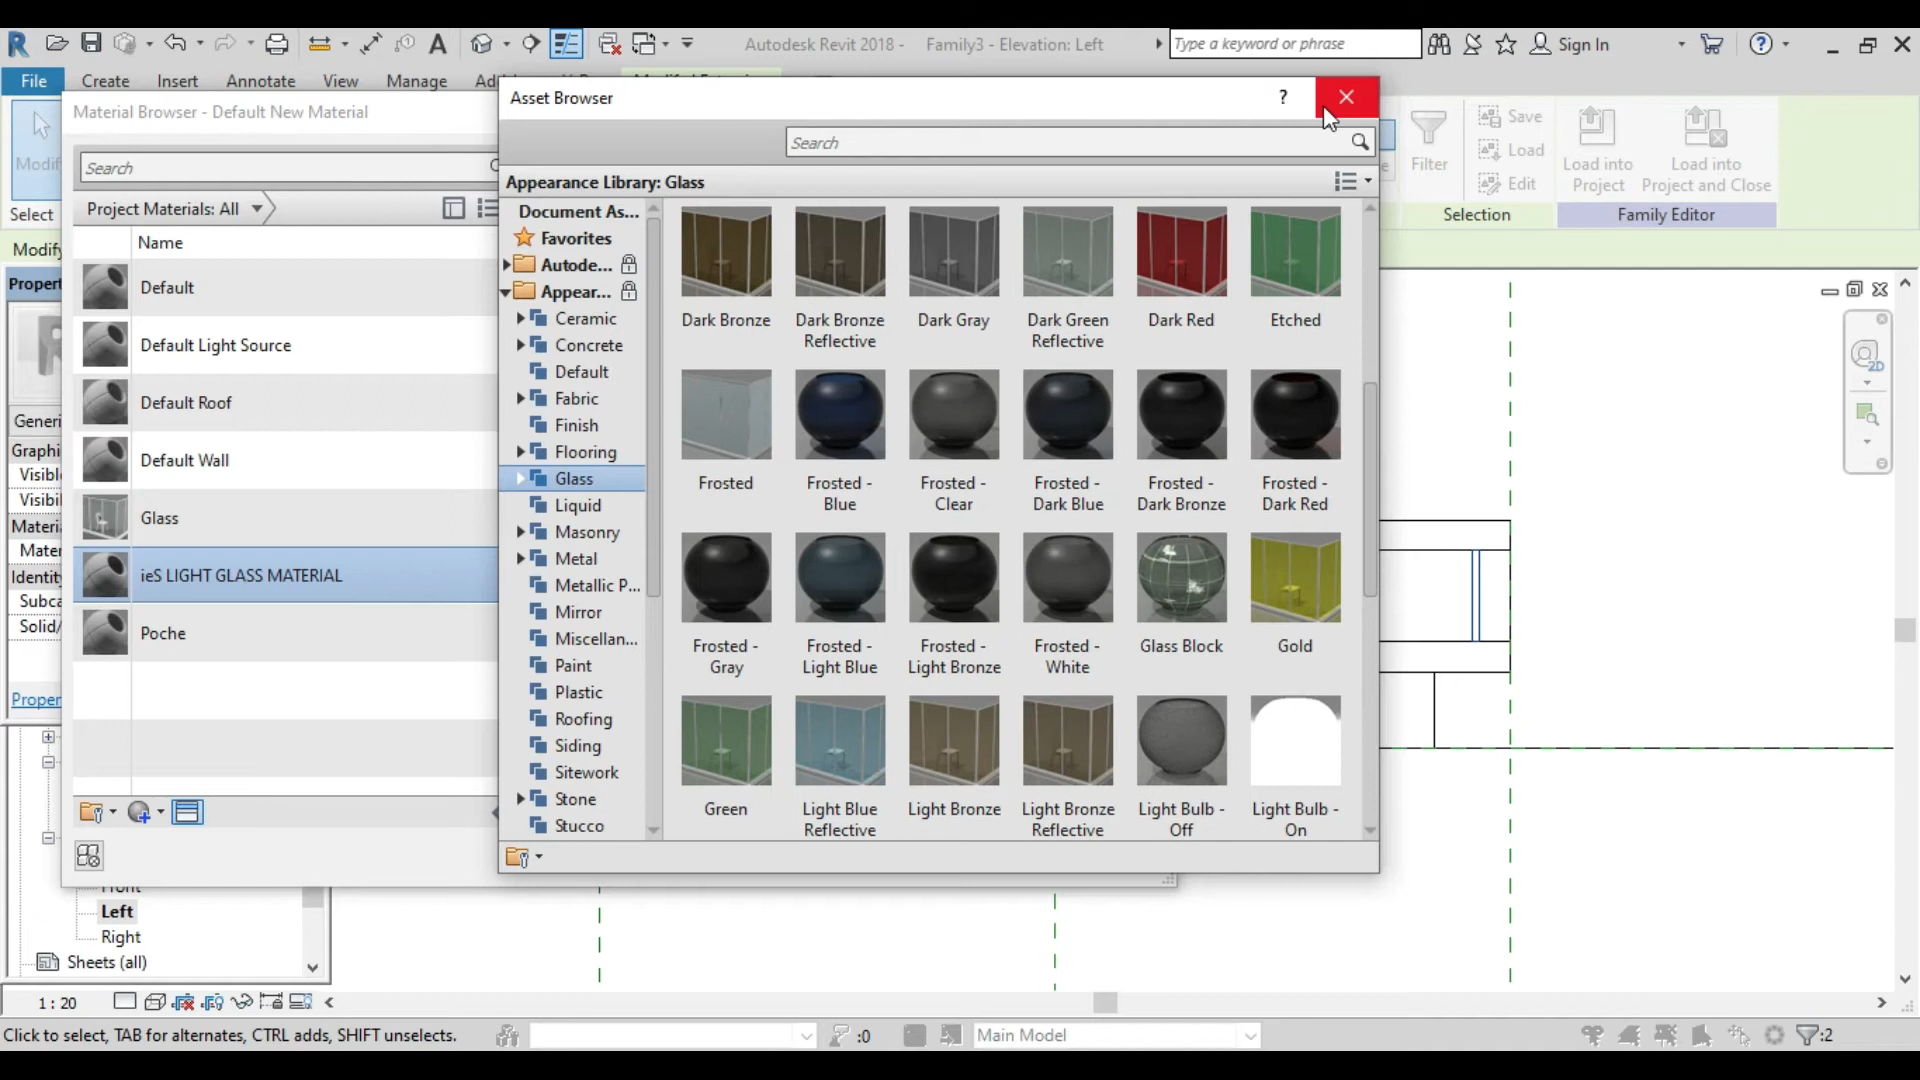 Autodesk Revit 2018 - Family3 - Elevation: Left
Type a keyword or phrase
Sign In
File
Create
Insert
Annotate
View
Manage
Modify
Select
Material Browser - Default New Material
Search
Project Materials: All
Name
Default
Default Light Source
Default Roof
Default Wall
Glass
ieS LIGHT GLASS MATERIAL
Poche
Asset Browser
?
Search
Appearance Library: Glass
Document As...
Favorites
Autode...
Appear...
Ceramic
Concrete
Default
Fabric
Finish
Flooring
Glass
Liquid
Masonry
Metal
Metallic P...
Mirror
Miscellan...
Paint
Plastic
Roofing
Siding
Sitework
Stone
Stucco
Dark Bronze
Dark Bronze Reflective
Dark Gray
Dark Green Reflective
Dark Red
Etched
Frosted
Frosted - Blue
Frosted - Clear
Frosted - Dark Blue
Frosted - Dark Bronze
Frosted - Dark Red
Frosted - Gray
Frosted - Light Blue
Frosted - Light Bronze
Frosted - White
Glass Block
Gold
Green
Light Blue Reflective
Light Bronze
Light Bronze Reflective
Light Bulb - Off
Light Bulb - On
Filter
Save
Load
Edit
Selection
Load into Project
Load into Project and Close
Family Editor
2D
Front
Left
Right
Sheets (all)
1 : 20
Click to select, TAB for alternates, CTRL adds, SHIFT unselects.
:0
Main Model
:2